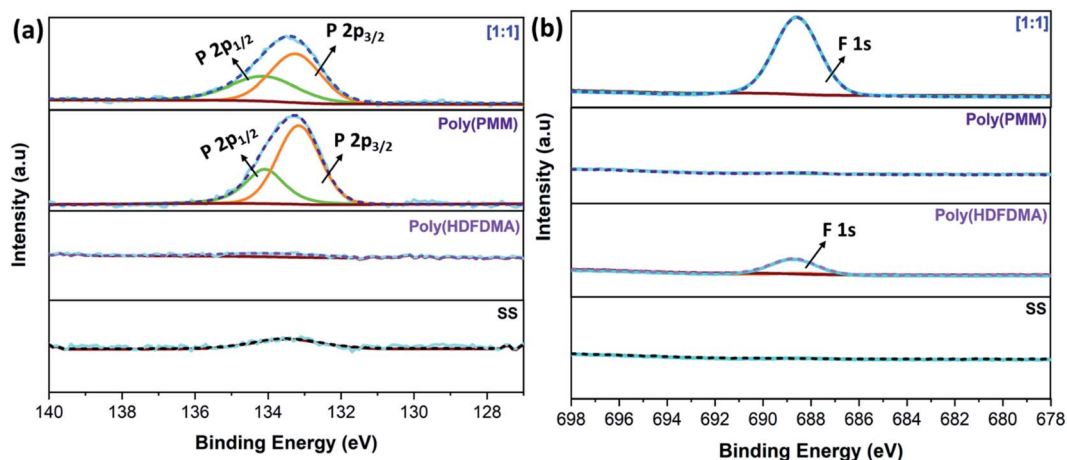 (a)
[1:1]
P 2p1/2
P 2p3/2
Poly(PMM)
P 2p1/2
P 2p3/2
Poly(HDFDMA)
SS
Intensity (a.u)
140 138 136 134 132 130 128
Binding Energy (eV)
(b)
[1:1]
F 1s
Poly(PMM)
Poly(HDFDMA)
F 1s
SS
Intensity (a.u)
698 696 694 692 690 688 686 684 682 680 678
Binding Energy (eV)